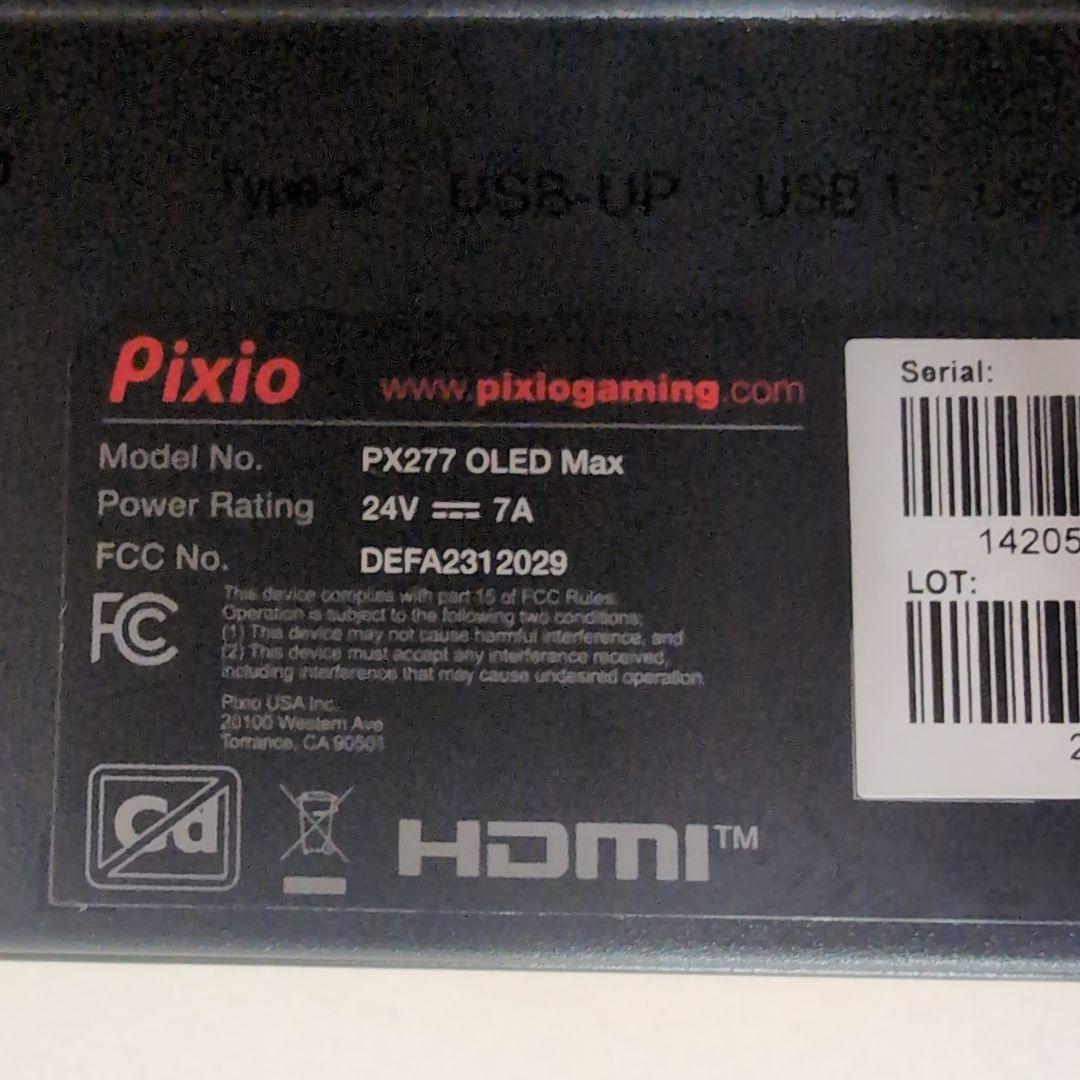 Type-C USB-UP USB 1
Pixio www.pixiogaming.com
Model No. PX277 OLED Max
Power Rating 24V ⎓ 7A
FCC No. DEFA2312029
FC This device complies with part 15 of FCC Rules.
Operation is subject to the following two conditions:
(1) This device may not cause harmful interference, and
(2) This device must accept any interference received,
including interference that may cause undesired operation.
Pixio USA Inc.
20100 Western Ave
Torrance, CA 90501
Cd HDMI™
Serial:
14205
LOT:
2